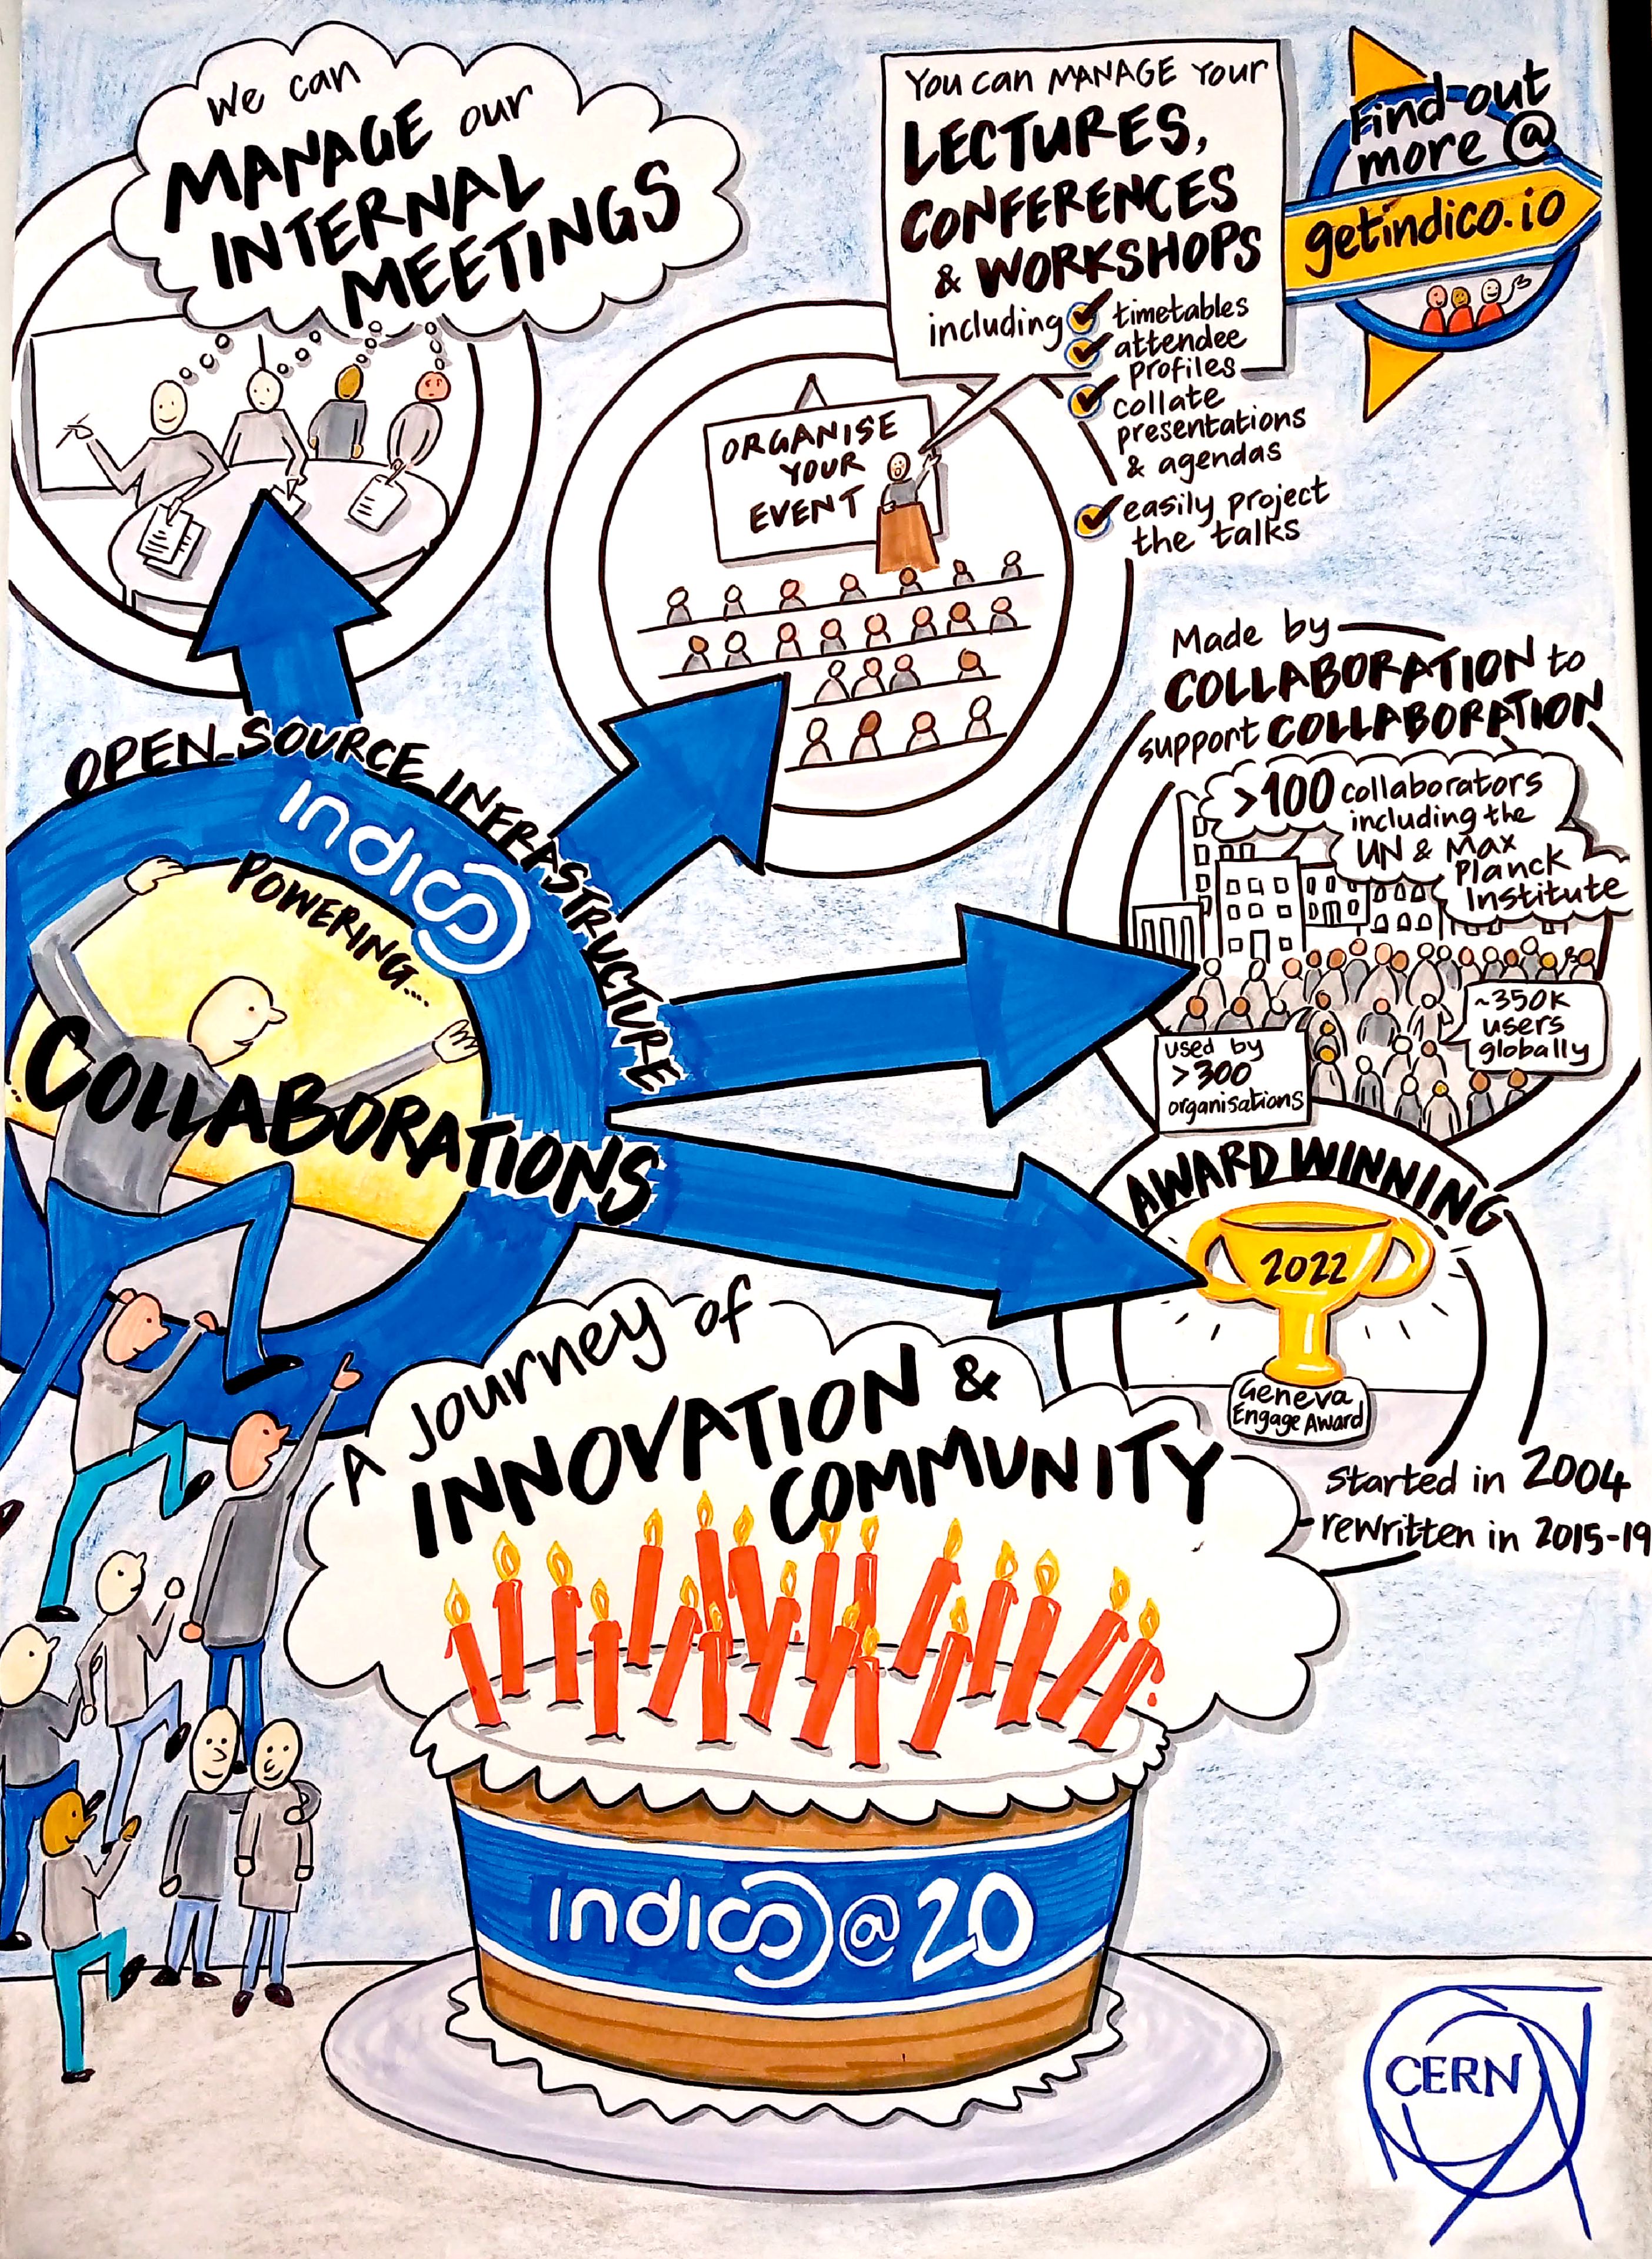 We can
MANAGE our
INTERNAL
MEETINGS
You can MANAGE Your
LECTURES,
CONFERENCES
& WORKSHOPS
including
timetables
attendee
profiles
collate
presentations
& agendas
easily project
the talks
Find out
more @
getindico.io
ORGANISE
YOUR
EVENT
Made by
COLLABORATION to
support COLLABORATION
>100 collaborators
including the
UN & Max
Planck
Institute
~350K
users
globally
used by
>300
organisations
OPEN-SOURCE INFRASTRUCTURE
indico
POWERING....
COLLABORATIONS
AWARD WINNING
2022
Geneva
Engage Award
started in 2004
rewritten in 2015-19
A Journey of
INNOVATION &
COMMUNITY
indico@20
CERN